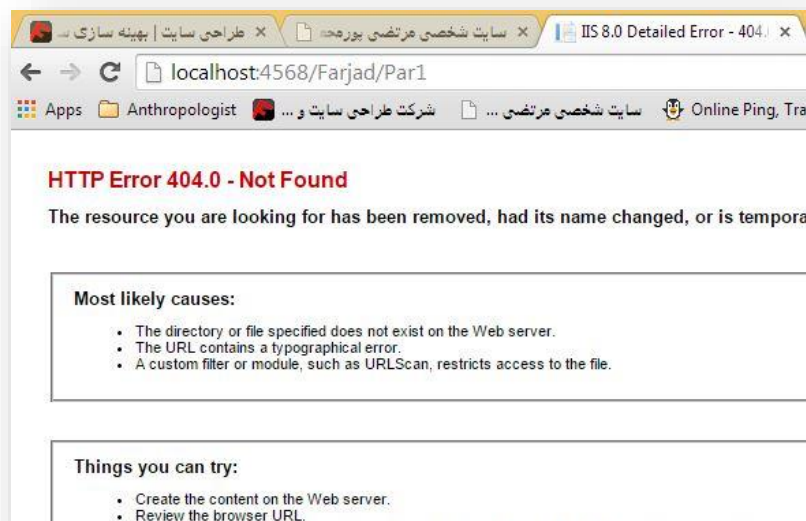 طراحی سایت | بهینه سازی س
سایت شخصی مرتضی پورمحمد
IIS 8.0 Detailed Error - 404.
localhost:4568/Farjad/Par1
Apps Anthropologist شرکت طراحی سایت و ... سایت شخصی مرتضی ... Online Ping, Tra
HTTP Error 404.0 - Not Found
The resource you are looking for has been removed, had its name changed, or is tempora
Most likely causes:
• The directory or file specified does not exist on the Web server.
• The URL contains a typographical error.
• A custom filter or module, such as URLScan, restricts access to the file.
Things you can try:
• Create the content on the Web server.
• Review the browser URL.